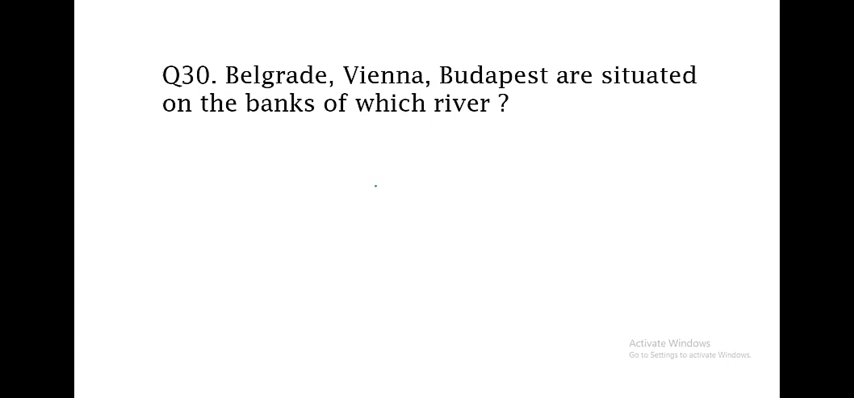 Q30. Belgrade, Vienna, Budapest are situated
on the banks of which river ?
Activate Windows
Go to Settings to activate Windows.